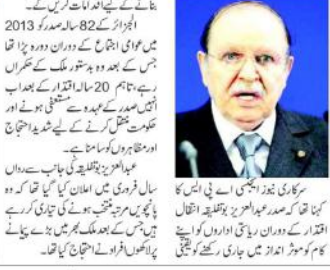 بنانے کے لیے اقدامات کریں گے۔
الجزائر کے 82 سالہ صدر کو 2013
میں عوامی اجتماع کے دوران دورہ پڑا تھا
جس کے بعد وہ بدستور ملک کے حکمراں
رہے، تاہم 20 سالہ اقتدار کے بعد اب
انہیں صدر کے عہدہ سے مستعفی ہونے اور
حکومت منتقل کرنے کے لیے شدید احتجاج
اور مظاہروں کو سامنا ہے۔
عبدالعزیز بوتفلیقہ کی جانب سے رواں
سال فروری میں اعلان کیا گیا تھا کہ وہ
پانچویں مرتبہ منتخب ہونے کی تیاری کر رہے
ہیں جس کے بعد ملک بھر میں بڑے پیمانے
پر لاکھوں افراد نے احتجاج کیا تھا۔
سرکاری نیوز ایجنسی اے پی ایس کا
کہنا تھا کہ صدر عبدالعزیز بوتفلیقہ انتقال
اقتدار کے دوران ریاستی اداروں کو اپنے
کام کو موثر انداز میں جاری رکھنے کو یقینی